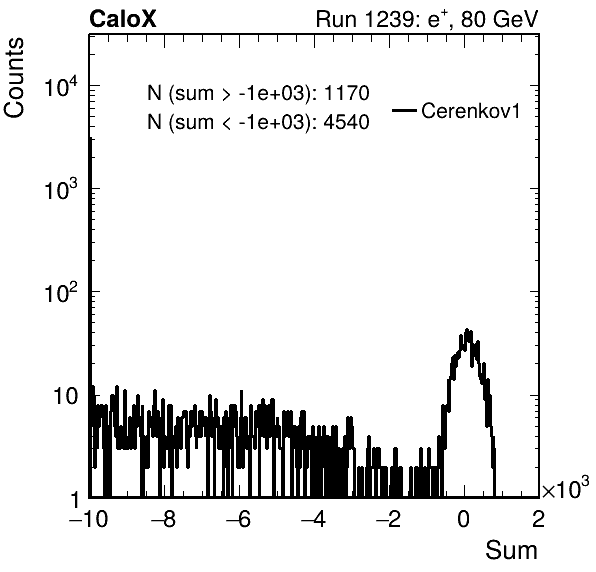 CaloX Run 1239: e⁺, 80 GeV
Counts
N (sum > -1e+03): 1170
N (sum < -1e+03): 4540
Cerenkov1
10⁴
10³
10²
10
1
−10 −8 −6 −4 −2 0 2
×10³
Sum